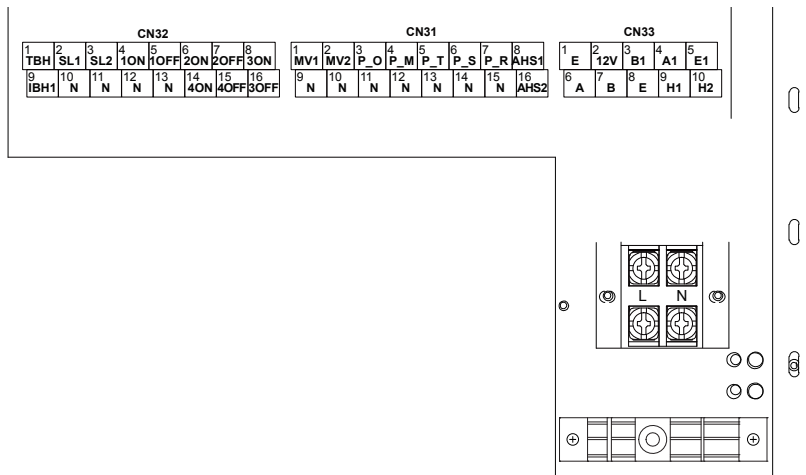 CN32 CN31 CN33
1 2 3 4 5 6 7 8 1 2 3 4 5 6 7 8 1 2 3 4 5
TBH SL1 SL2 1ON 1OFF 2ON 2OFF 3ON MV1 MV2 P_O P_M P_T P_S P_R AHS1 E 12V B1 A1 E1
9 10 11 12 13 14 15 16 9 10 11 12 13 14 15 16 6 7 8 9 10
IBH1 N N N N 4ON 4OFF 3OFF N N N N N N N AHS2 A B E H1 H2
L N